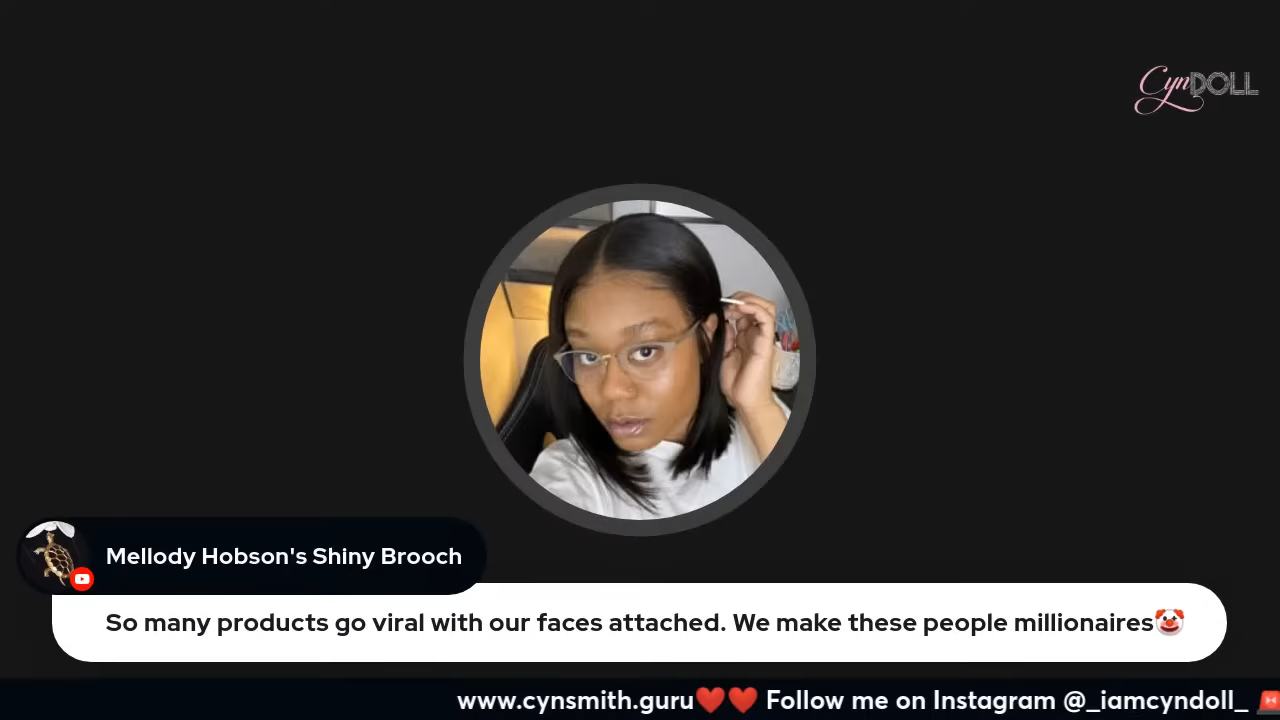 CynDOLL
Mellody Hobson's Shiny Brooch
So many products go viral with our faces attached. We make these people millionaires🤡
www.cynsmith.guru❤️❤️ Follow me on Instagram @_iamcyndoll_ 🚨